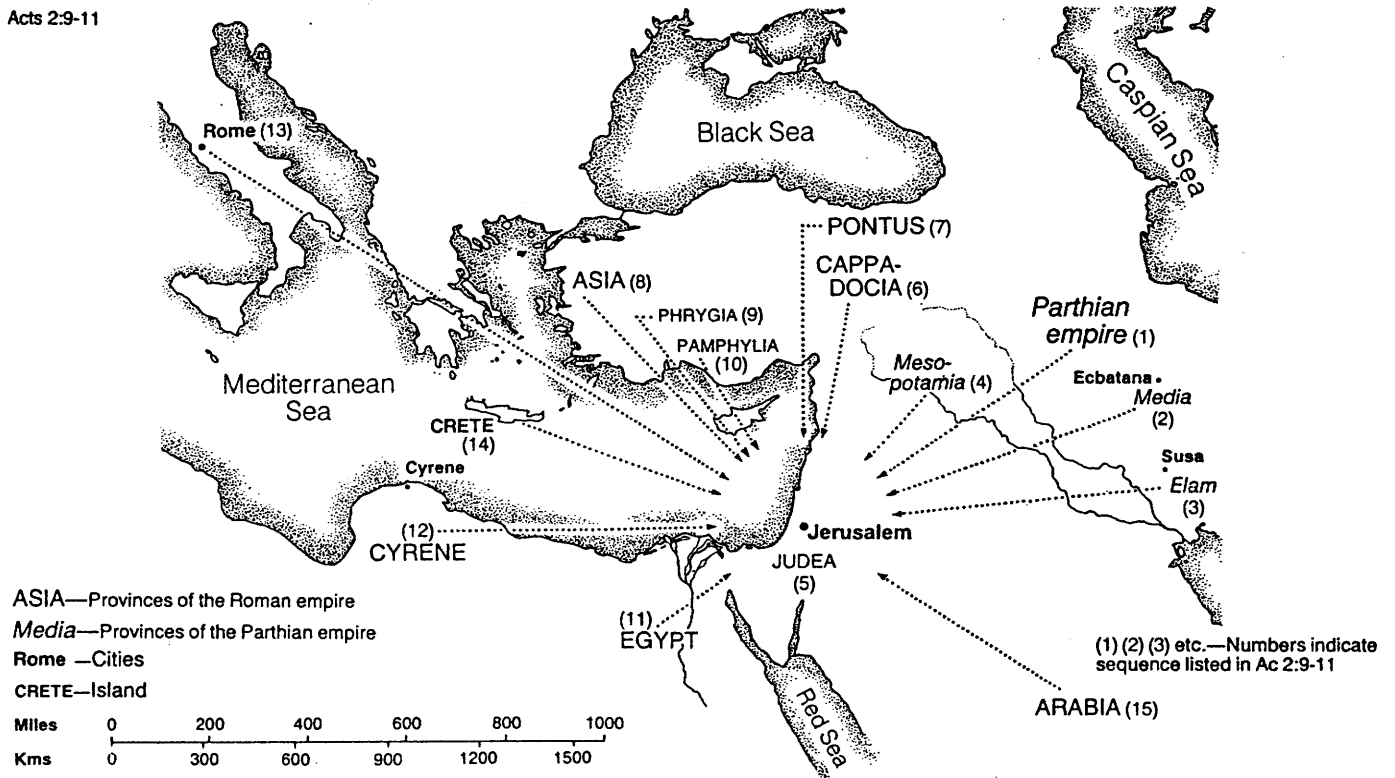 Acts 2:9-11
Rome (13)
Black Sea
Caspian Sea
PONTUS (7)
CAPPA-
DOCIA (6)
ASIA (8)
PHRYGIA (9)
PAMPHYLIA
(10)
Parthian
empire (1)
Meso-
potamia (4)
Ecbatana
Media
(2)
Mediterranean
Sea
CRETE
(14)
Cyrene
Susa
Elam
(3)
(12)
CYRENE
Jerusalem
JUDEA
(5)
(11)
EGYPT
Red Sea
ARABIA (15)
ASIA—Provinces of the Roman empire
Media—Provinces of the Parthian empire
Rome —Cities
CRETE—Island
(1) (2) (3) etc.—Numbers indicate
sequence listed in Ac 2:9-11
Miles 0 200 400 600 800 1000
Kms 0 300 600 900 1200 1500